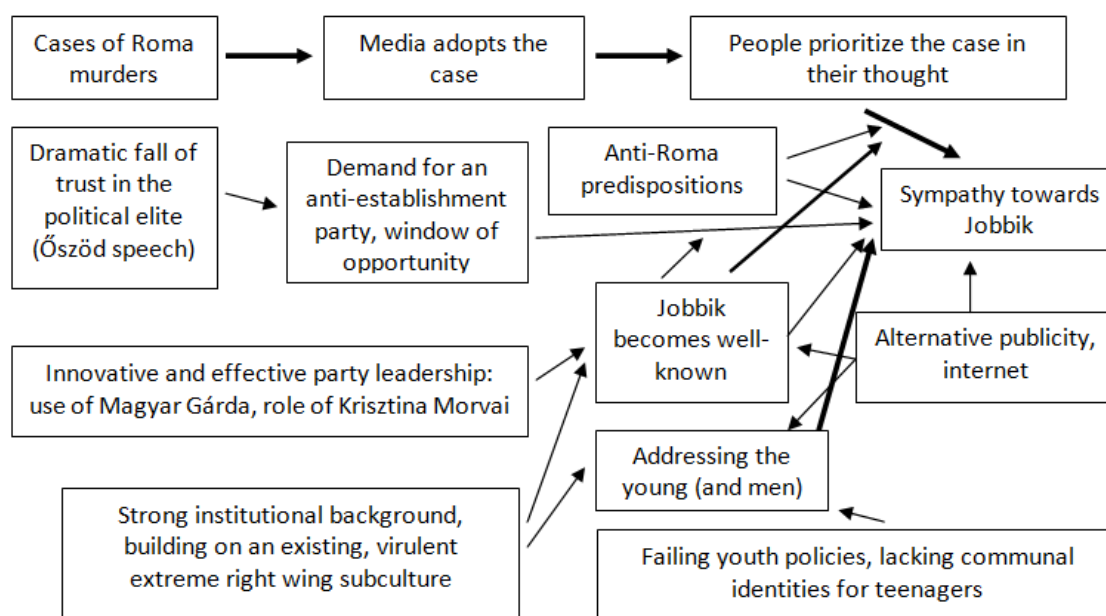 Cases of Roma
murders
Media adopts the
case
People prioritize the case in
their thought
Dramatic fall of
trust in the
political elite
(Őszöd speech)
Demand for an
anti-establishment
party, window of
opportunity
Anti-Roma
predispositions
Sympathy towards
Jobbik
Jobbik
becomes well-
known
Alternative publicity,
internet
Innovative and effective party leadership:
use of Magyar Gárda, role of Krisztina Morvai
Addressing the
young (and men)
Strong institutional background,
building on an existing, virulent
extreme right wing subculture
Failing youth policies, lacking communal
identities for teenagers